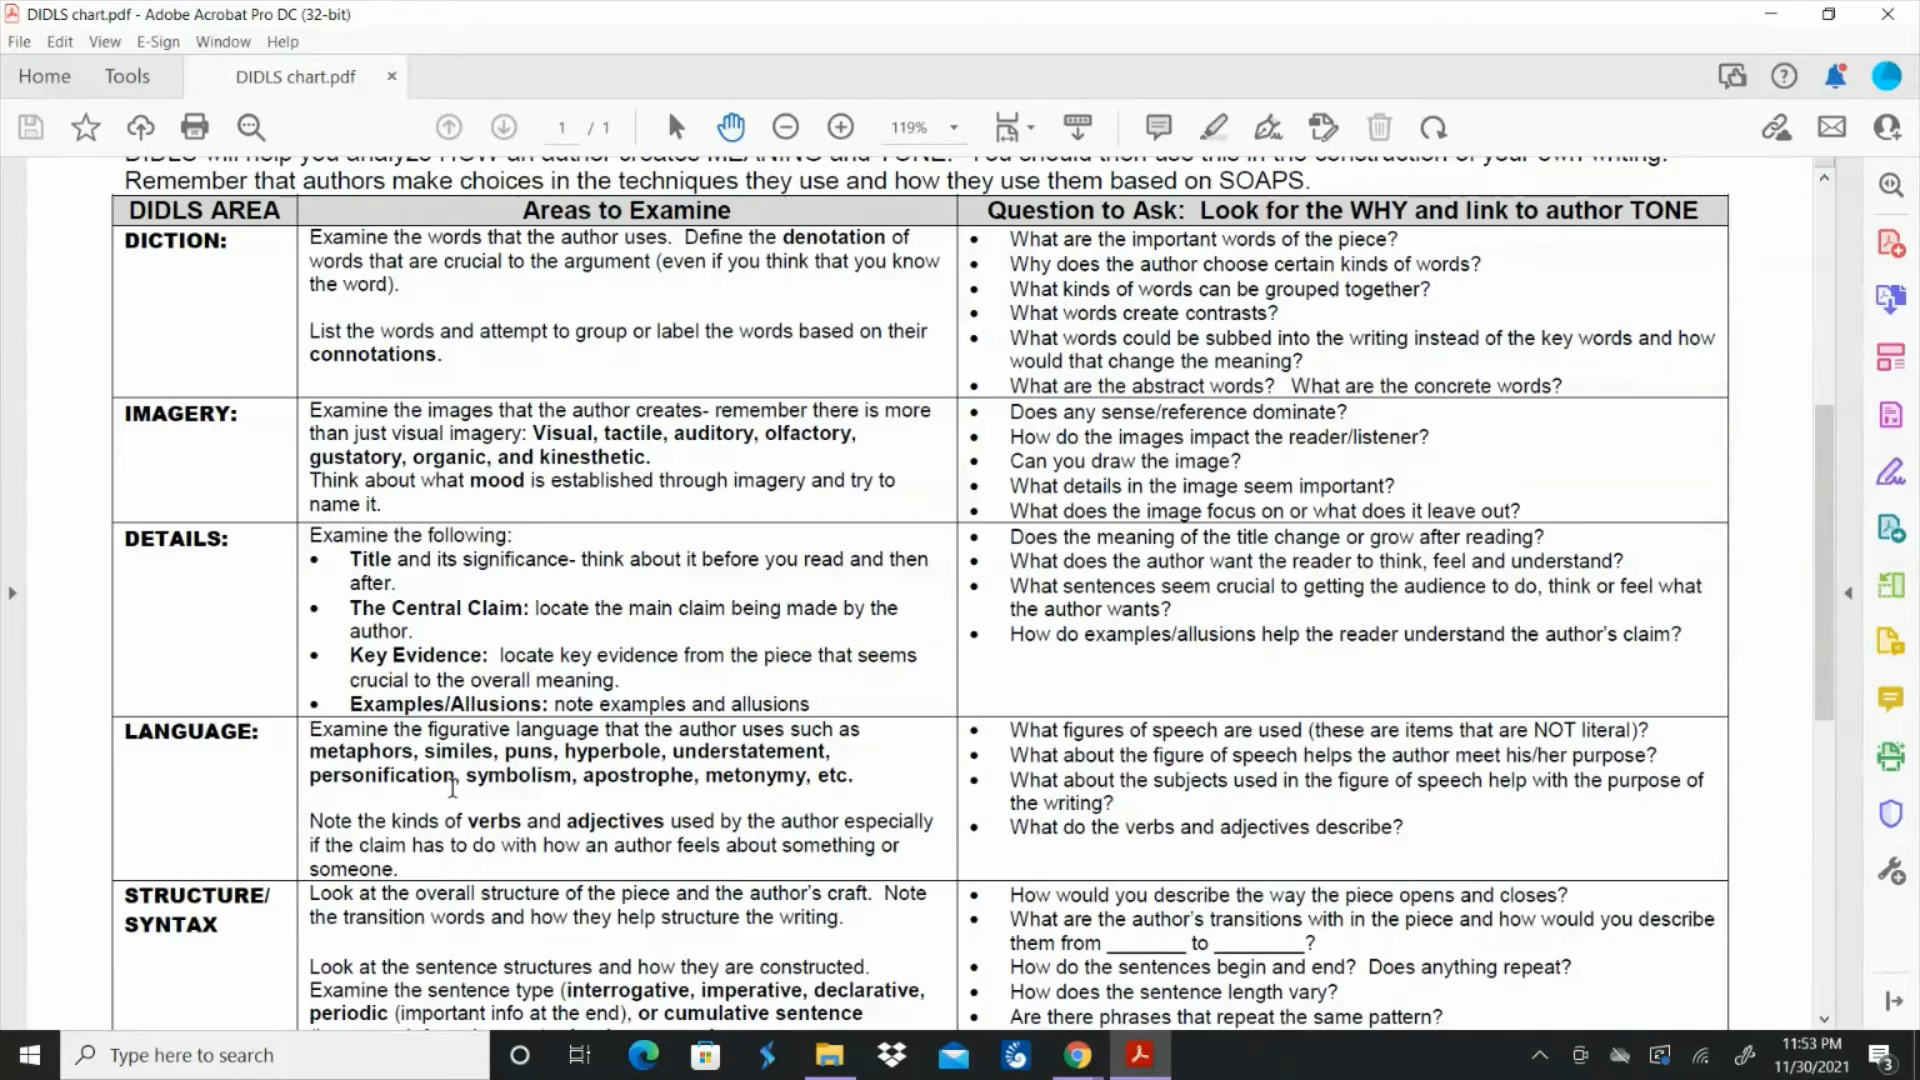 DIDLS chart.pdf - Adobe Acrobat Pro DC (32-bit)
File Edit View E-Sign Window Help
Home Tools DIDLS chart.pdf ×
1 / 1 119%
DIDLS will help you analyze HOW an author creates MEANING and TONE. You should then use this in the construction of your own writing.
Remember that authors make choices in the techniques they use and how they use them based on SOAPS.
DIDLS AREA Areas to Examine Question to Ask: Look for the WHY and link to author TONE
DICTION:
Examine the words that the author uses. Define the denotation of
words that are crucial to the argument (even if you think that you know
the word).
List the words and attempt to group or label the words based on their
connotations.
• What are the important words of the piece?
• Why does the author choose certain kinds of words?
• What kinds of words can be grouped together?
• What words create contrasts?
• What words could be subbed into the writing instead of the key words and how
would that change the meaning?
• What are the abstract words? What are the concrete words?
IMAGERY:
Examine the images that the author creates- remember there is more
than just visual imagery: Visual, tactile, auditory, olfactory,
gustatory, organic, and kinesthetic.
Think about what mood is established through imagery and try to
name it.
• Does any sense/reference dominate?
• How do the images impact the reader/listener?
• Can you draw the image?
• What details in the image seem important?
• What does the image focus on or what does it leave out?
DETAILS:
Examine the following:
• Title and its significance- think about it before you read and then
after.
• The Central Claim: locate the main claim being made by the
author.
• Key Evidence: locate key evidence from the piece that seems
crucial to the overall meaning.
• Examples/Allusions: note examples and allusions
• Does the meaning of the title change or grow after reading?
• What does the author want the reader to think, feel and understand?
• What sentences seem crucial to getting the audience to do, think or feel what
the author wants?
• How do examples/allusions help the reader understand the author's claim?
LANGUAGE:
Examine the figurative language that the author uses such as
metaphors, similes, puns, hyperbole, understatement,
personification, symbolism, apostrophe, metonymy, etc.
Note the kinds of verbs and adjectives used by the author especially
if the claim has to do with how an author feels about something or
someone.
• What figures of speech are used (these are items that are NOT literal)?
• What about the figure of speech helps the author meet his/her purpose?
• What about the subjects used in the figure of speech help with the purpose of
the writing?
• What do the verbs and adjectives describe?
STRUCTURE/
SYNTAX
Look at the overall structure of the piece and the author's craft. Note
the transition words and how they help structure the writing.
Look at the sentence structures and how they are constructed.
Examine the sentence type (interrogative, imperative, declarative,
periodic (important info at the end), or cumulative sentence
• How would you describe the way the piece opens and closes?
• What are the author's transitions with in the piece and how would you describe
them from _______ to ________?
• How do the sentences begin and end? Does anything repeat?
• How does the sentence length vary?
• Are there phrases that repeat the same pattern?
Type here to search
11:53 PM
11/30/2021
3